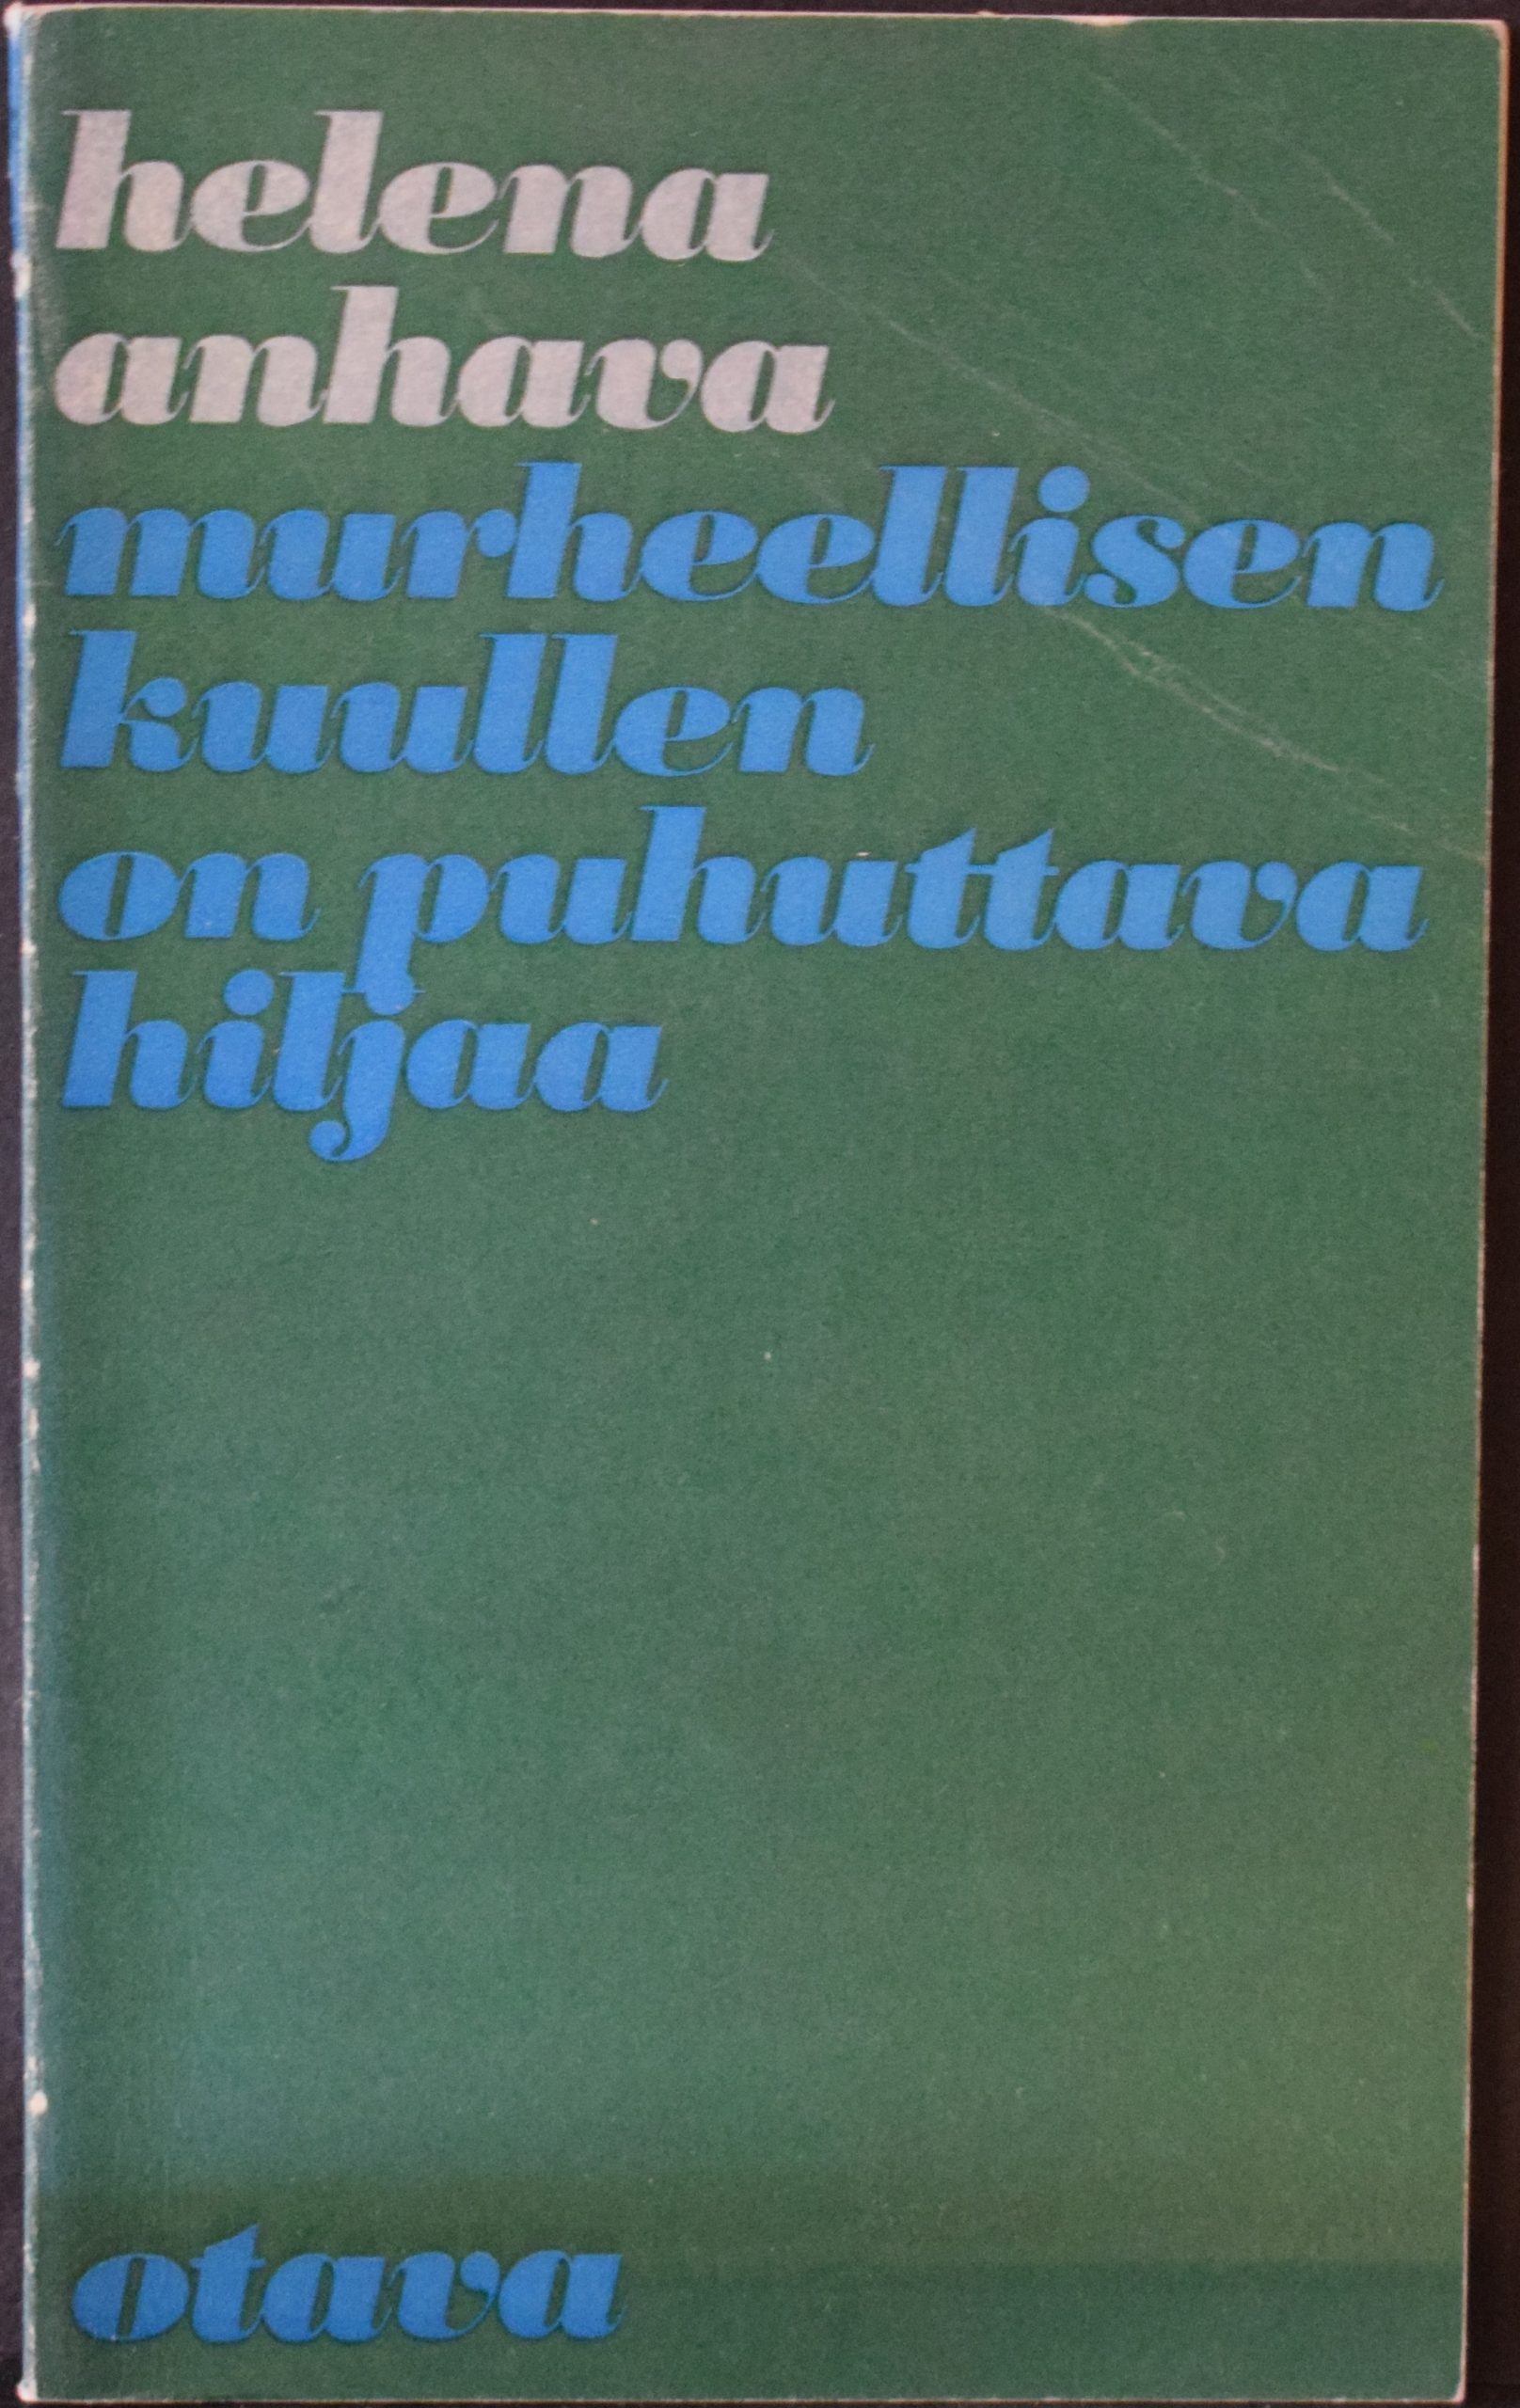 helena
anhava
murheellisen
kuullen
on puhuttava
hiljaa
otava